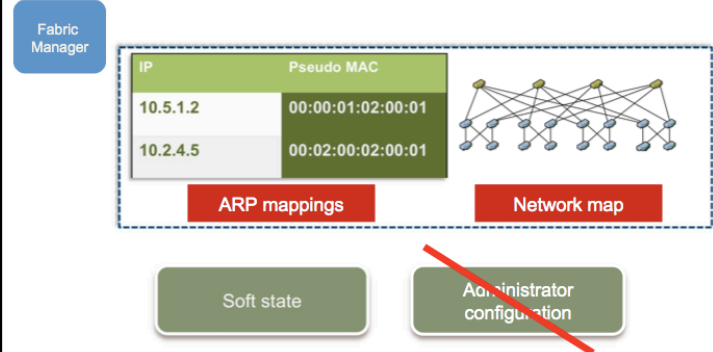 Fabric
Manager
IP Pseudo MAC
10.5.1.2 00:00:01:02:00:01
10.2.4.5 00:02:00:02:00:01
ARP mappings Network map
Soft state
Administrator
configuration